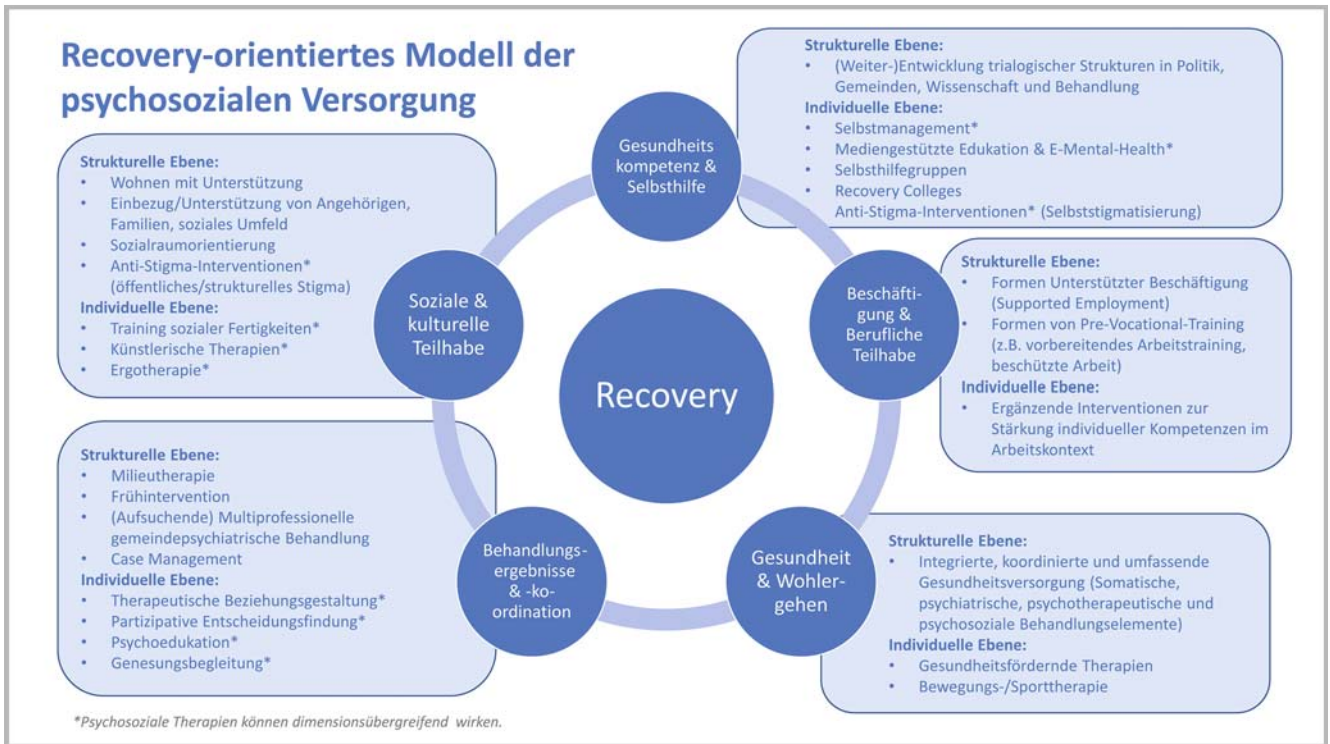 Recovery-orientiertes Modell der
psychosozialen Versorgung
Strukturelle Ebene:
• (Weiter-)Entwicklung trialogischer Strukturen in Politik,
Gemeinden, Wissenschaft und Behandlung
Individuelle Ebene:
• Selbstmanagement*
• Mediengestützte Edukation & E-Mental-Health*
• Selbsthilfegruppen
• Recovery Colleges
Anti-Stigma-Interventionen* (Selbststigmatisierung)
Gesundheits
kompetenz &
Selbsthilfe
Strukturelle Ebene:
• Wohnen mit Unterstützung
• Einbezug/Unterstützung von Angehörigen,
Familien, soziales Umfeld
• Sozialraumorientierung
• Anti-Stigma-Interventionen*
(öffentliches/strukturelles Stigma)
Individuelle Ebene:
• Training sozialer Fertigkeiten*
• Künstlerische Therapien*
• Ergotherapie*
Soziale &
kulturelle
Teilhabe
Recovery
Beschäfti-
gung &
Berufliche
Teilhabe
Strukturelle Ebene:
• Formen Unterstützter Beschäftigung
(Supported Employment)
• Formen von Pre-Vocational-Training
(z.B. vorbereitendes Arbeitstraining,
beschützte Arbeit)
Individuelle Ebene:
• Ergänzende Interventionen zur
Stärkung individueller Kompetenzen im
Arbeitskontext
Strukturelle Ebene:
• Milieutherapie
• Frühintervention
• (Aufsuchende) Multiprofessionelle
gemeindepsychiatrische Behandlung
• Case Management
Individuelle Ebene:
• Therapeutische Beziehungsgestaltung*
• Partizipative Entscheidungsfindung*
• Psychoedukation*
• Genesungsbegleitung*
Behandlungs-
ergebnisse
& -ko-
ordination
Gesundheit
& Wohler-
gehen
Strukturelle Ebene:
• Integrierte, koordinierte und umfassende
Gesundheitsversorgung (Somatische,
psychiatrische, psychotherapeutische und
psychosoziale Behandlungselemente)
Individuelle Ebene:
• Gesundheitsfördernde Therapien
• Bewegungs-/Sporttherapie
*Psychosoziale Therapien können dimensionsübergreifend wirken.